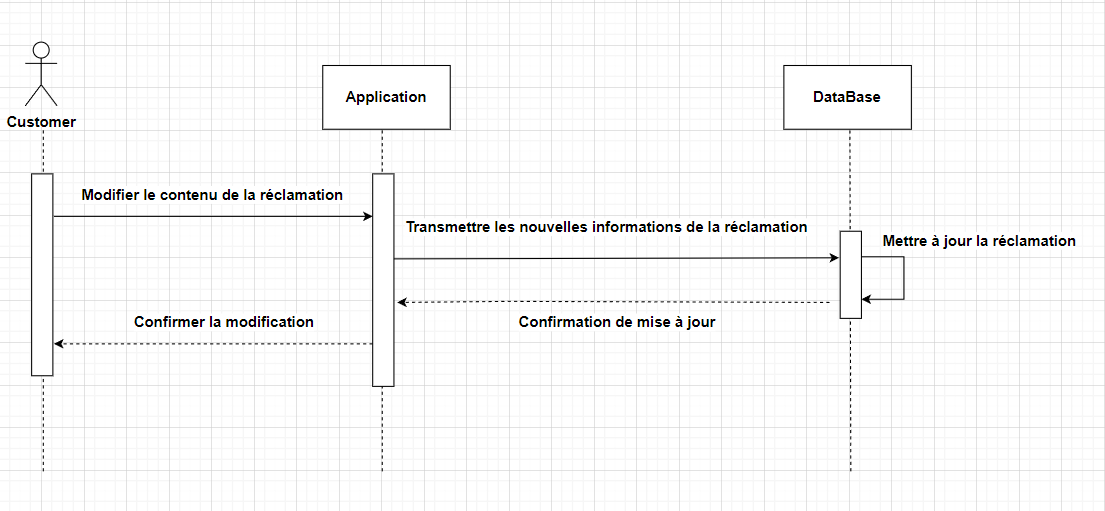 Customer
Application
DataBase
Modifier le contenu de la réclamation
Transmettre les nouvelles informations de la réclamation
Mettre à jour la réclamation
Confirmer la modification
Confirmation de mise à jour